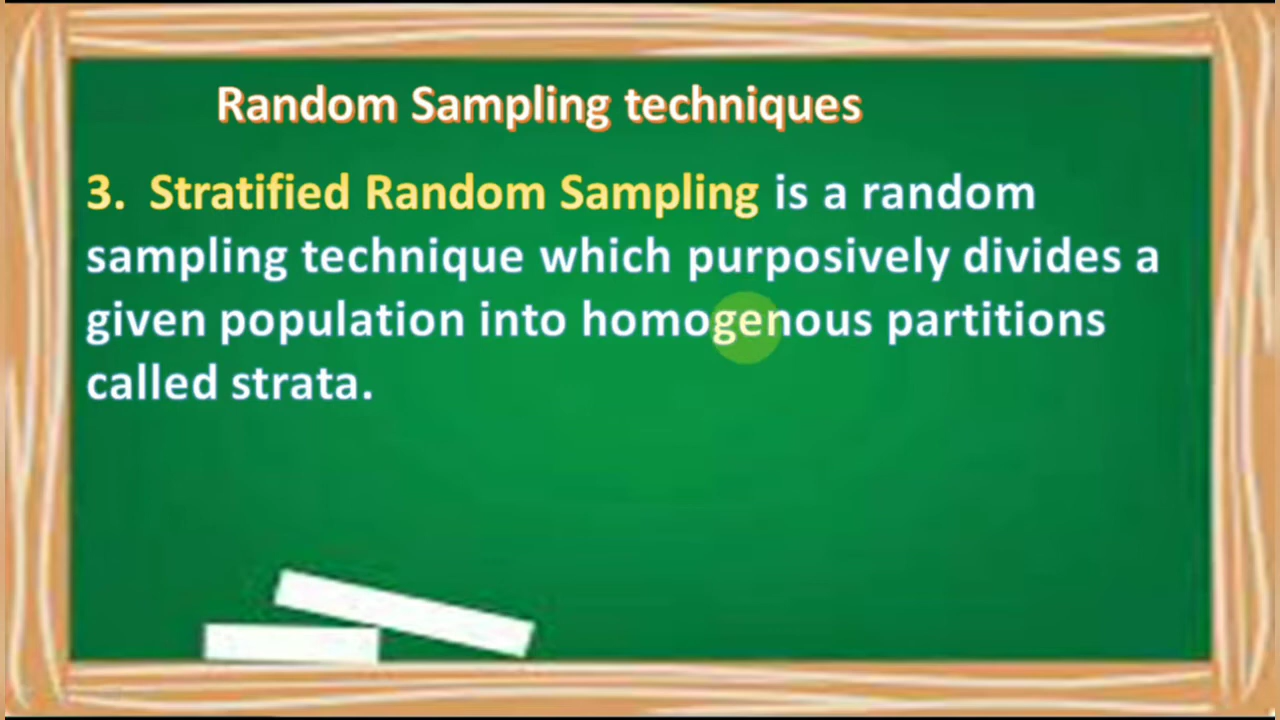 Random Sampling techniques
3. Stratified Random Sampling is a random
sampling technique which purposively divides a
given population into homogenous partitions
called strata.